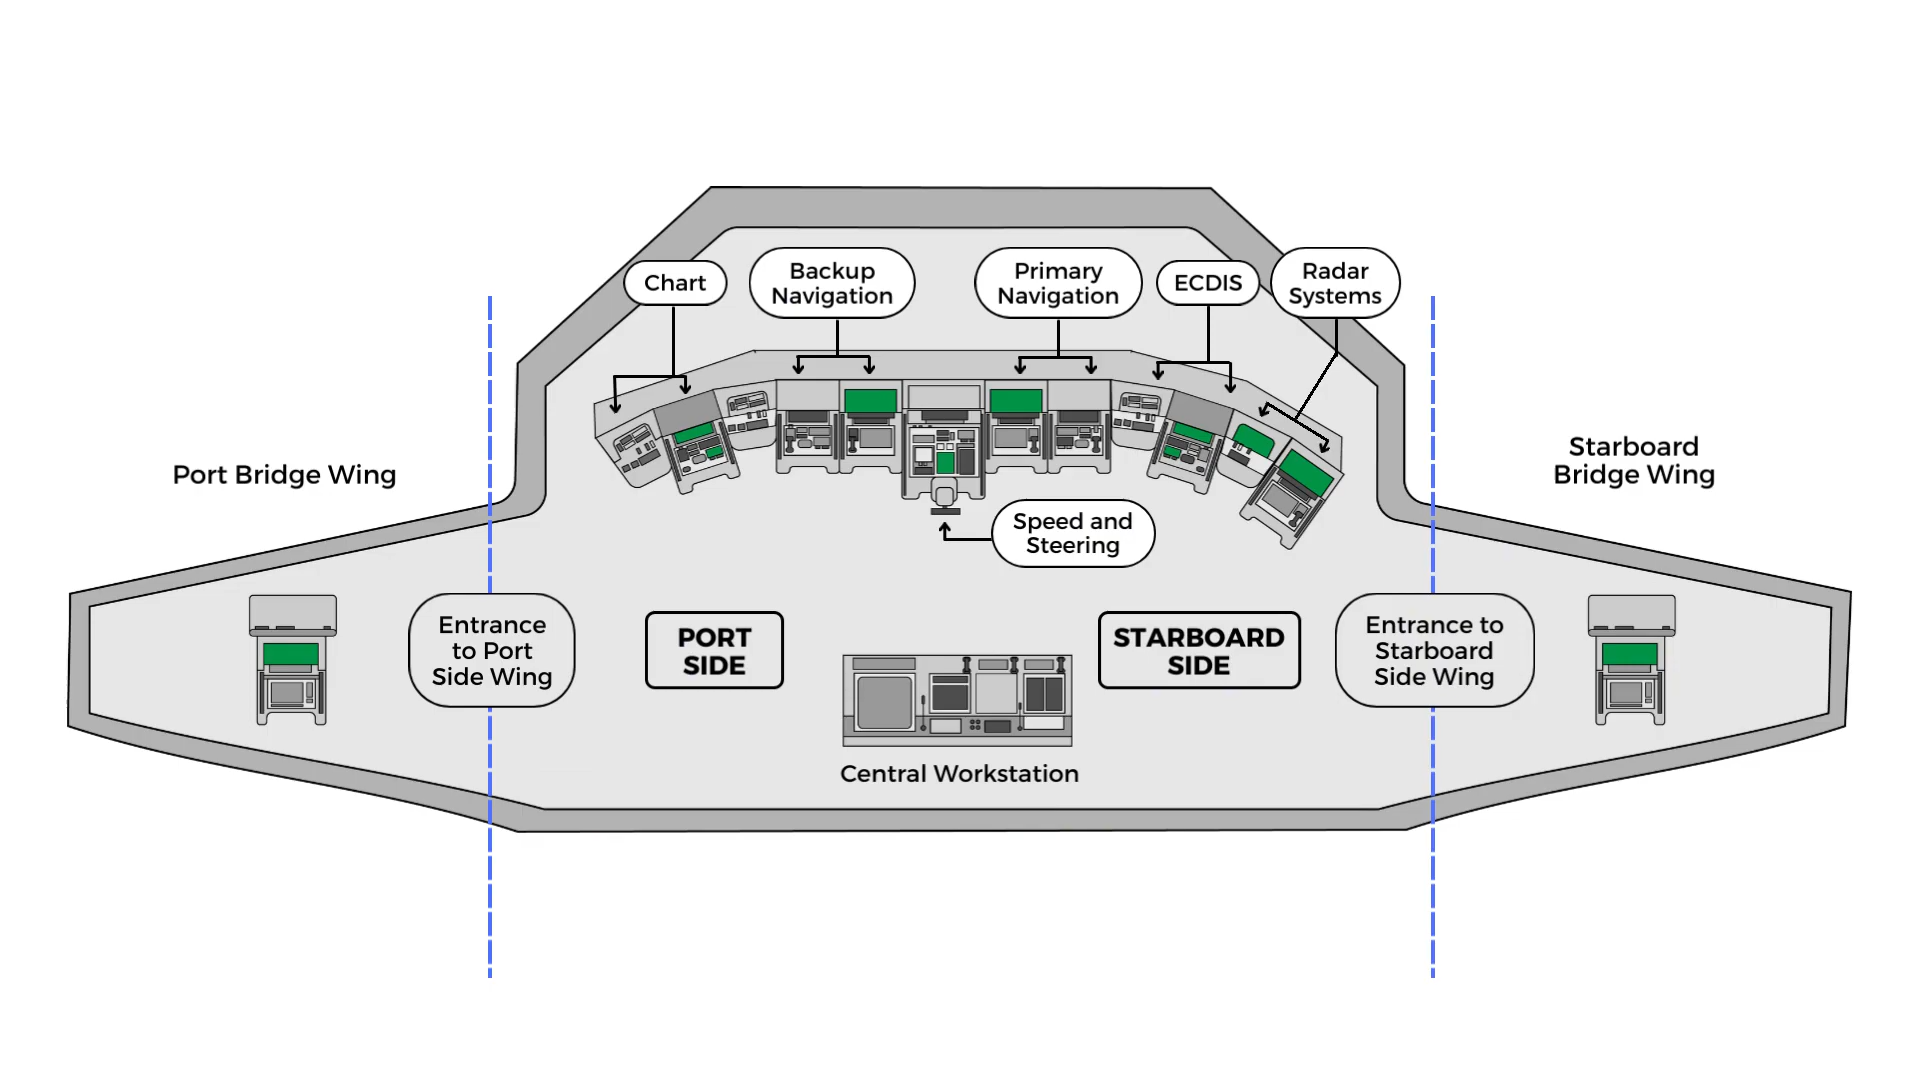 Chart
Backup
Navigation
Primary
Navigation
ECDIS
Radar
Systems
Port Bridge Wing
Starboard
Bridge Wing
Speed and
Steering
Entrance
to Port
Side Wing
PORT
SIDE
STARBOARD
SIDE
Entrance to
Starboard
Side Wing
Central Workstation